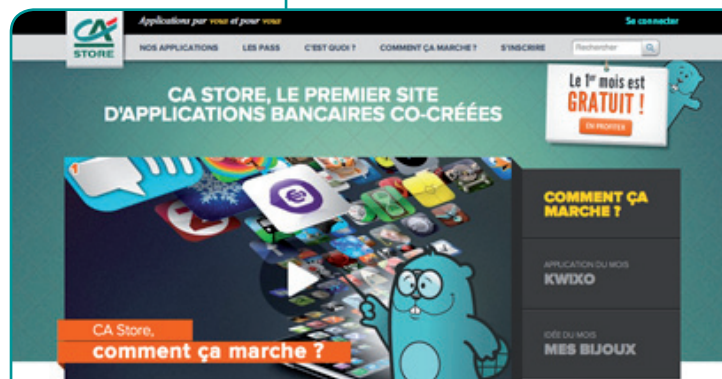 Applications par vous et pour vous
Se connecter
CA
STORE
NOS APPLICATIONS
LES PASS
C'EST QUOI ?
COMMENT ÇA MARCHE ?
S'INSCRIRE
Rechercher
Le 1er mois est
GRATUIT !
EN PROFITER
CA STORE, LE PREMIER SITE
D'APPLICATIONS BANCAIRES CO-CRÉÉES
COMMENT ÇA
MARCHE ?
APPLICATION DU MOIS
KWIXO
IDÉE DU MOIS
MES BIJOUX
CA Store,
comment ça marche ?